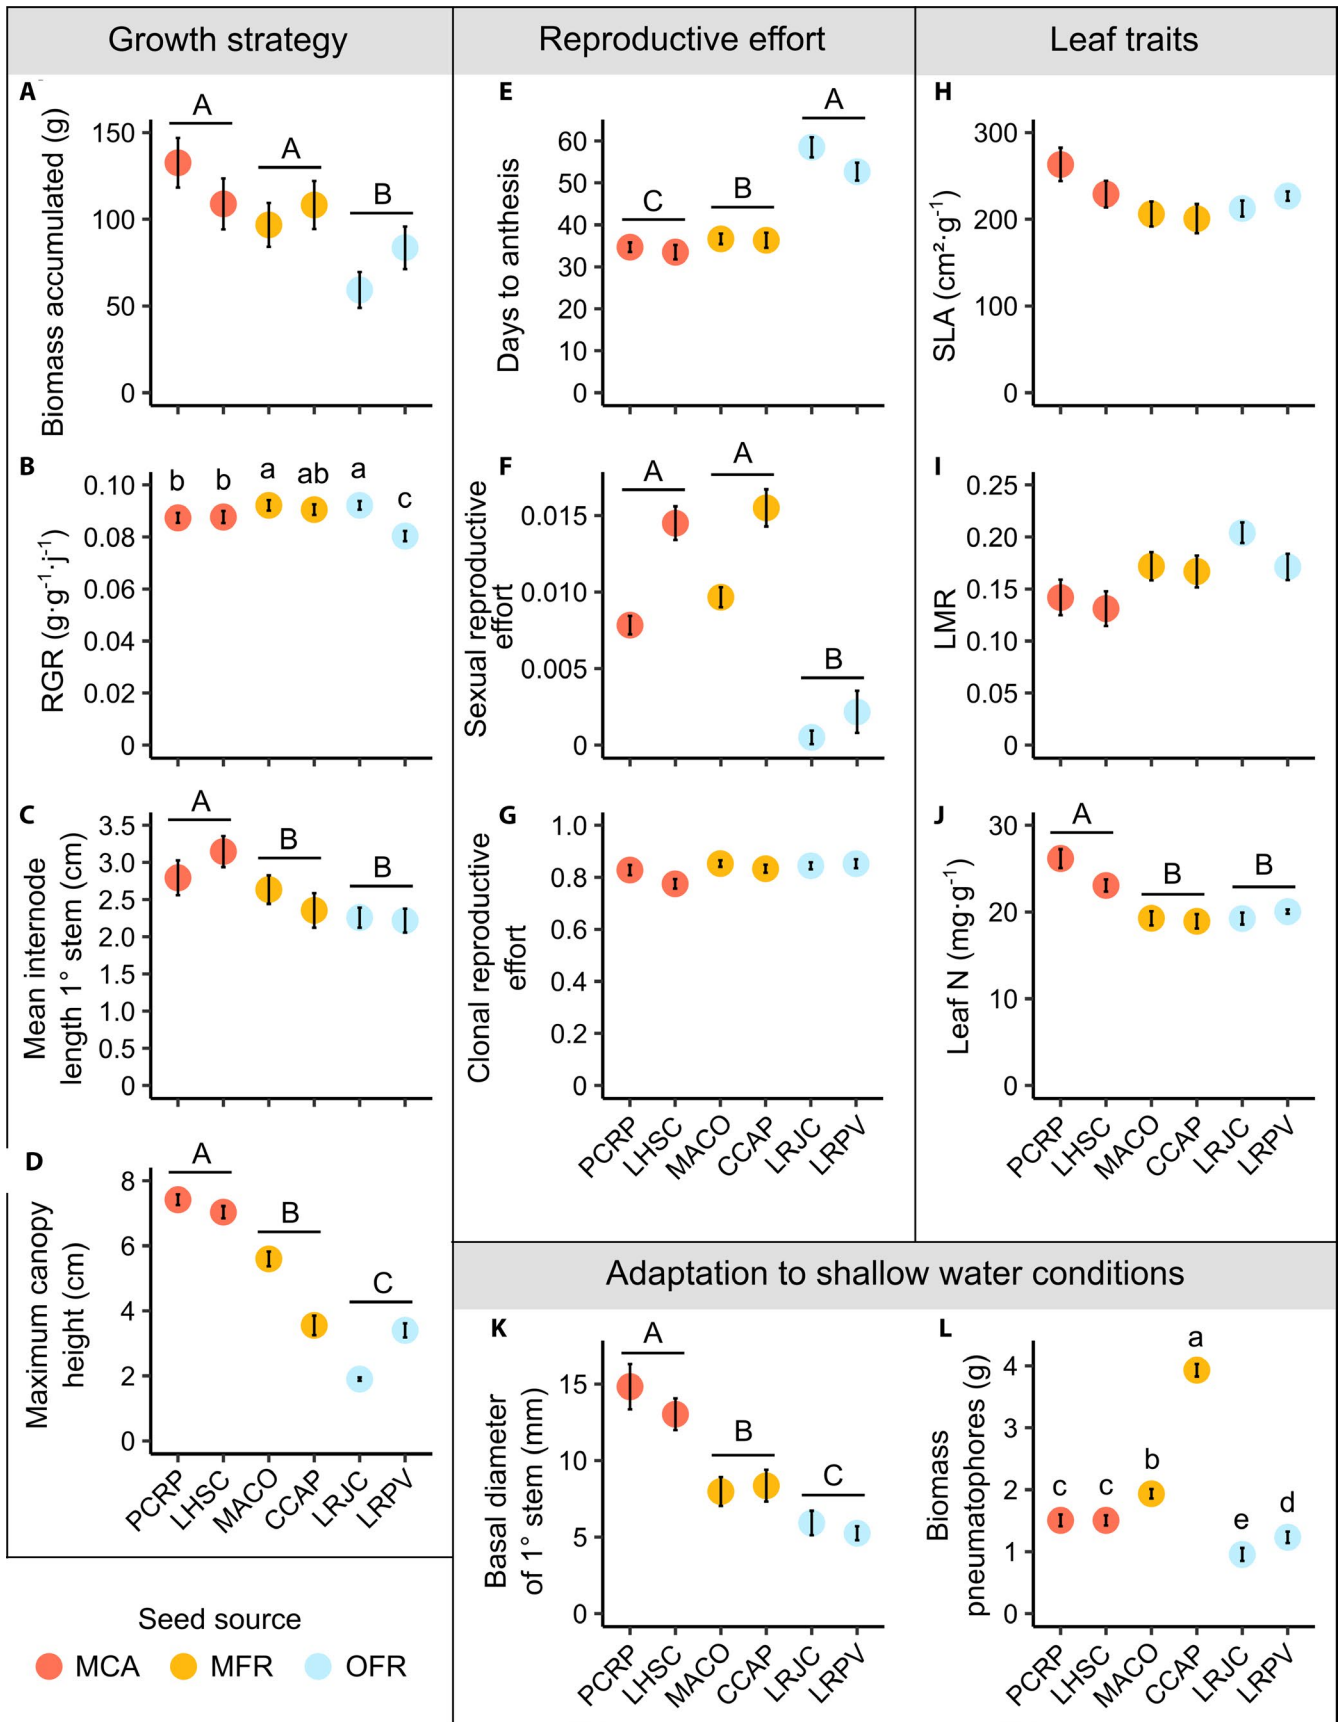 Growth strategy
Reproductive effort
Leaf traits
A
Biomass accumulated (g)
150
100
50
0
A
A
B
B
RGR (g·g⁻¹·j⁻¹)
0.10
0.08
0.06
0.04
0.02
0
b b a ab a c
C
Mean internode
length 1° stem (cm)
3.5
3.0
2.5
2.0
1.5
1.0
0.5
0
A
B
B
D
Maximum canopy
height (cm)
8
6
4
2
0
A
B
C
PCRP LHSC MACO CCAP LRJC LRPV
E
Days to anthesis
60
50
40
30
20
10
0
C
B
A
F
Sexual reproductive
effort
0.015
0.010
0.005
0
A
A
B
G
Clonal reproductive
effort
1.0
0.8
0.6
0.4
0.2
0
PCRP LHSC MACO CCAP LRJC LRPV
H
SLA (cm²·g⁻¹)
300
200
100
0
I
LMR
0.25
0.20
0.15
0.10
0.05
0
J
Leaf N (mg·g⁻¹)
30
20
10
0
A
B
B
PCRP LHSC MACO CCAP LRJC LRPV
Adaptation to shallow water conditions
K
Basal diameter
of 1° stem (mm)
15
10
5
0
A
B
C
PCRP LHSC MACO CCAP LRJC LRPV
L
Biomass
pneumatophores (g)
4
3
2
1
0
c c b a e d
PCRP LHSC MACO CCAP LRJC LRPV
Seed source
MCA MFR OFR